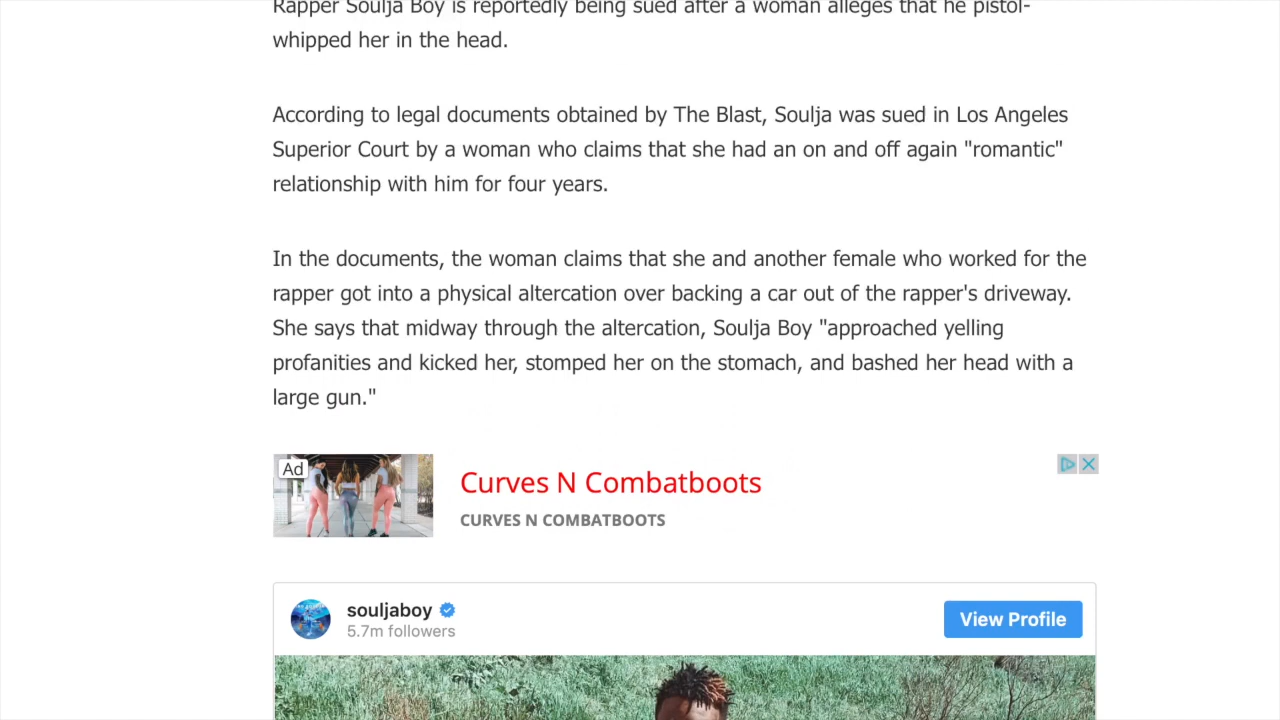 Rapper Soulja Boy is reportedly being sued after a woman alleges that he pistol-
whipped her in the head.
According to legal documents obtained by The Blast, Soulja was sued in Los Angeles
Superior Court by a woman who claims that she had an on and off again "romantic"
relationship with him for four years.
In the documents, the woman claims that she and another female who worked for the
rapper got into a physical altercation over backing a car out of the rapper's driveway.
She says that midway through the altercation, Soulja Boy "approached yelling
profanities and kicked her, stomped her on the stomach, and bashed her head with a
large gun."
Ad
Curves N Combatboots
CURVES N COMBATBOOTS
souljaboy
5.7m followers
View Profile